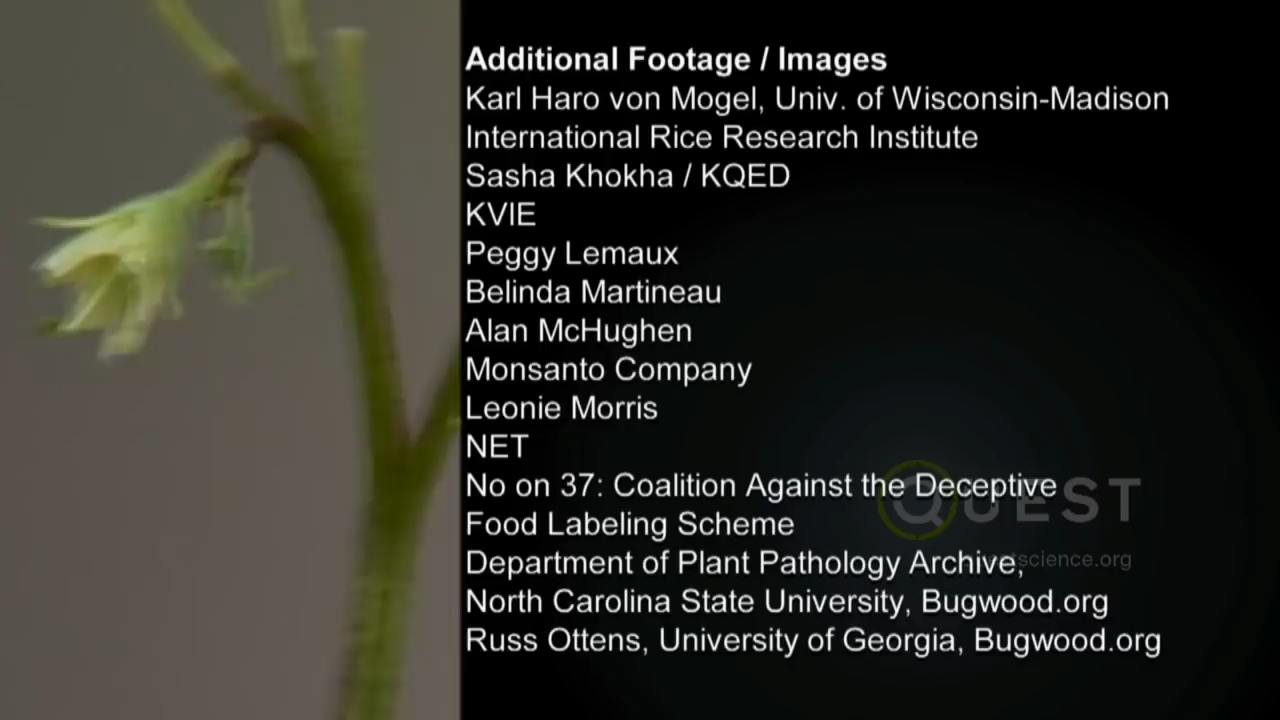 Additional Footage / Images
Karl Haro von Mogel, Univ. of Wisconsin-Madison
International Rice Research Institute
Sasha Khokha / KQED
KVIE
Peggy Lemaux
Belinda Martineau
Alan McHughen
Monsanto Company
Leonie Morris
NET
No on 37: Coalition Against the Deceptive
Food Labeling Scheme
QUEST
Department of Plant Pathology Archive,
North Carolina State University, Bugwood.org
Russ Ottens, University of Georgia, Bugwood.org